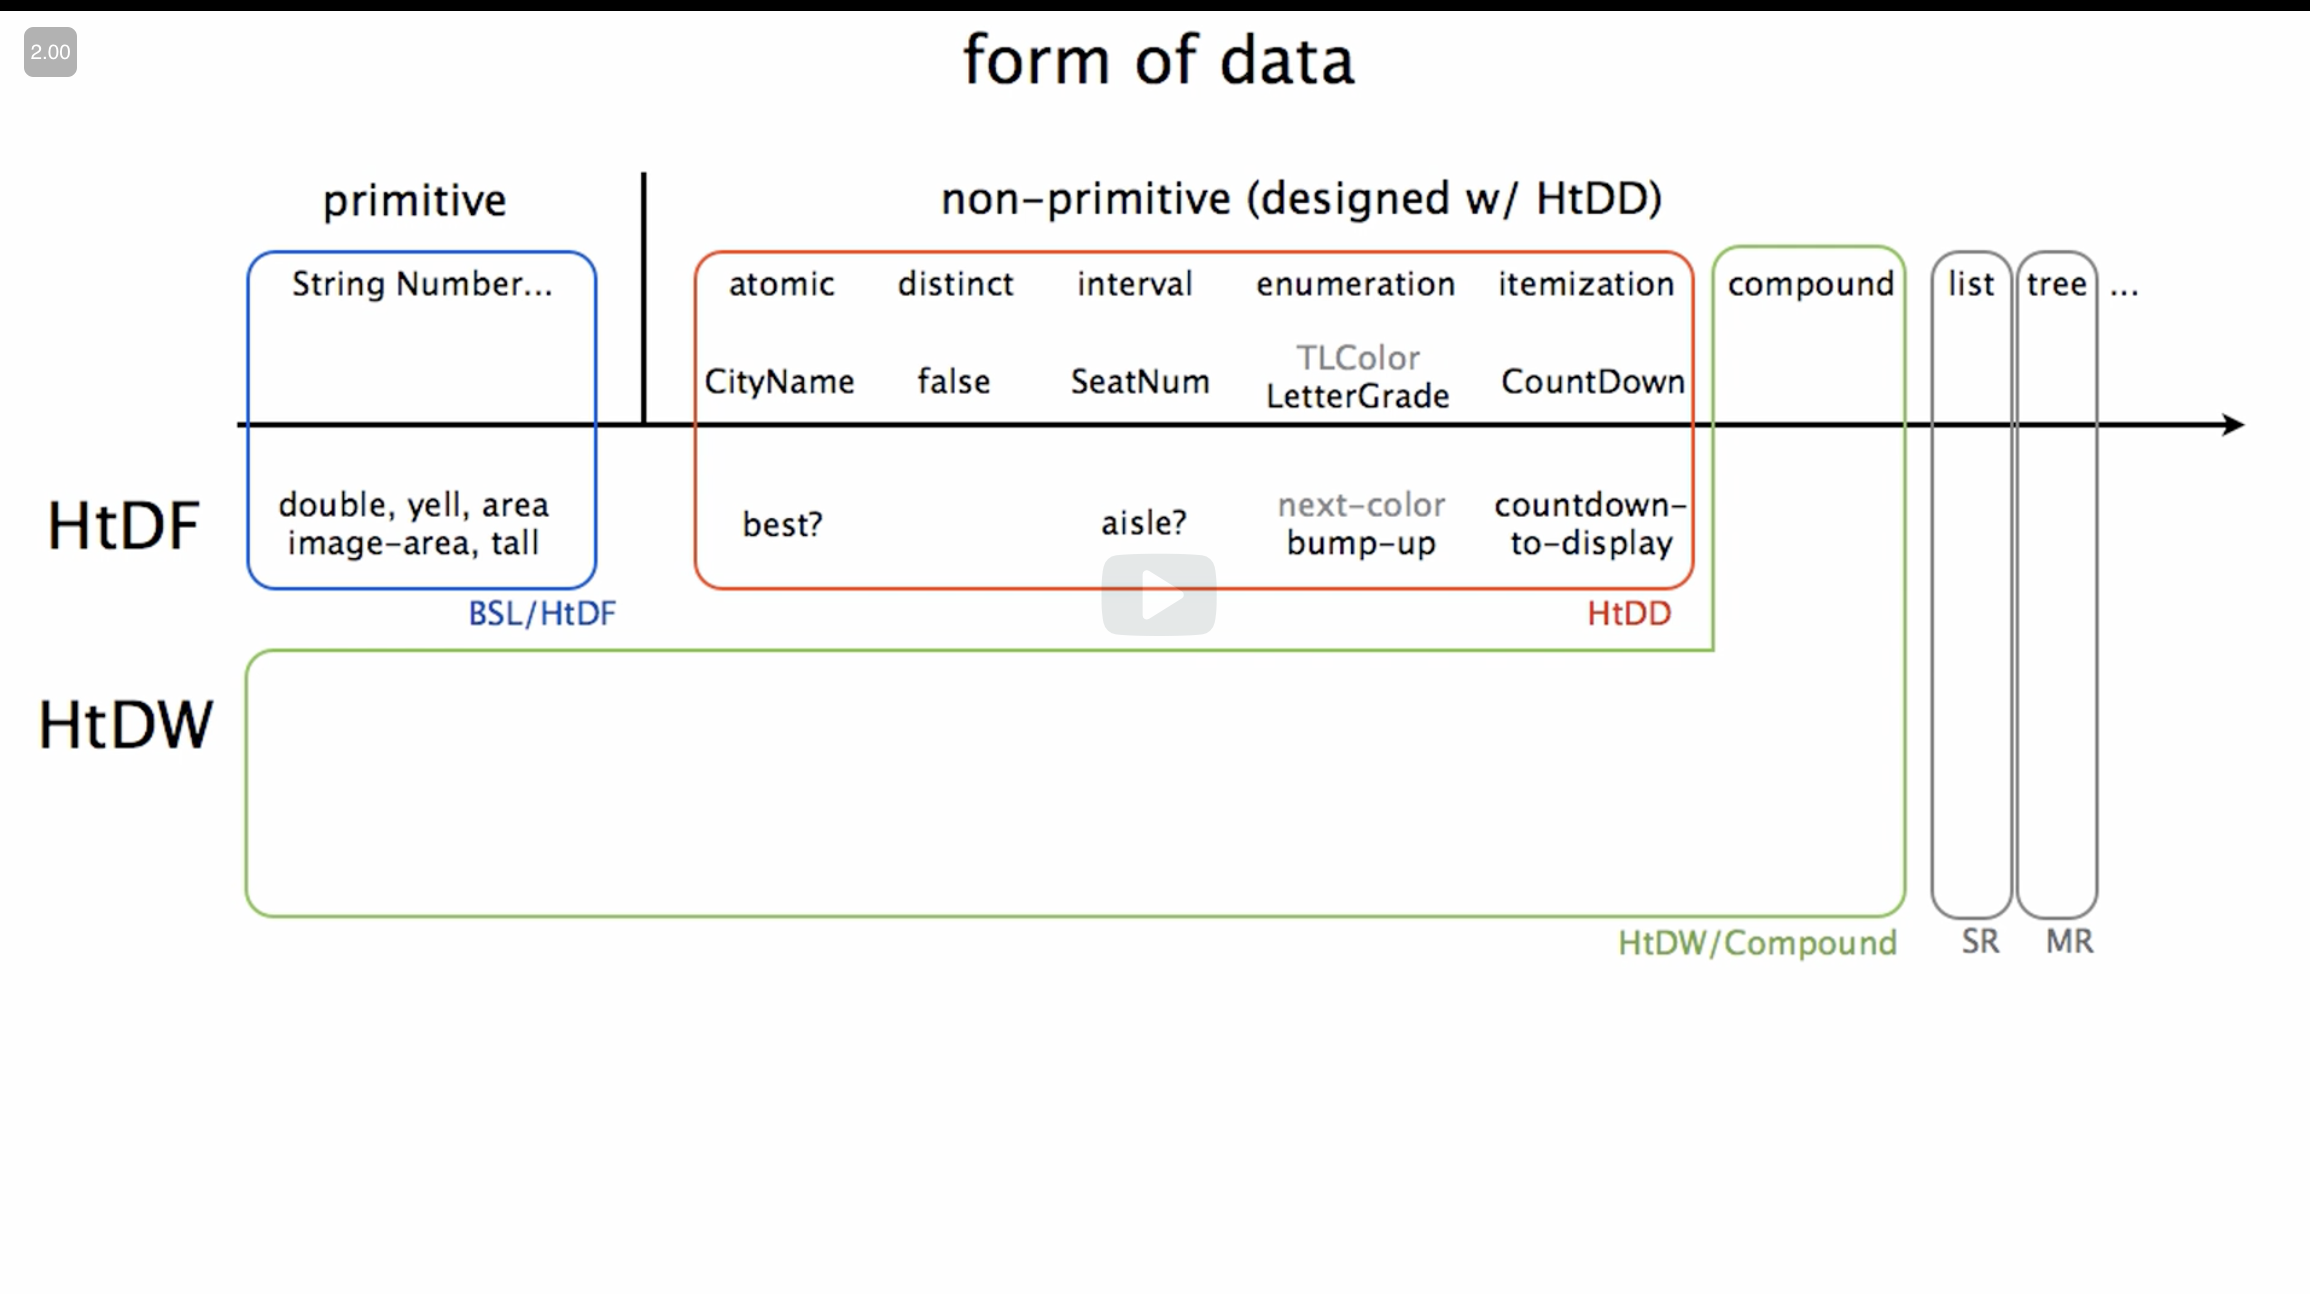 2.00
form of data
primitive
non-primitive (designed w/ HtDD)
String Number...
atomic distinct interval enumeration itemization compound list tree ...
TLColor
CityName false SeatNum LetterGrade CountDown
HtDF
double, yell, area
image-area, tall
best?
aisle?
next-color
bump-up
countdown-
to-display
BSL/HtDF
HtDD
HtDW
HtDW/Compound
SR
MR